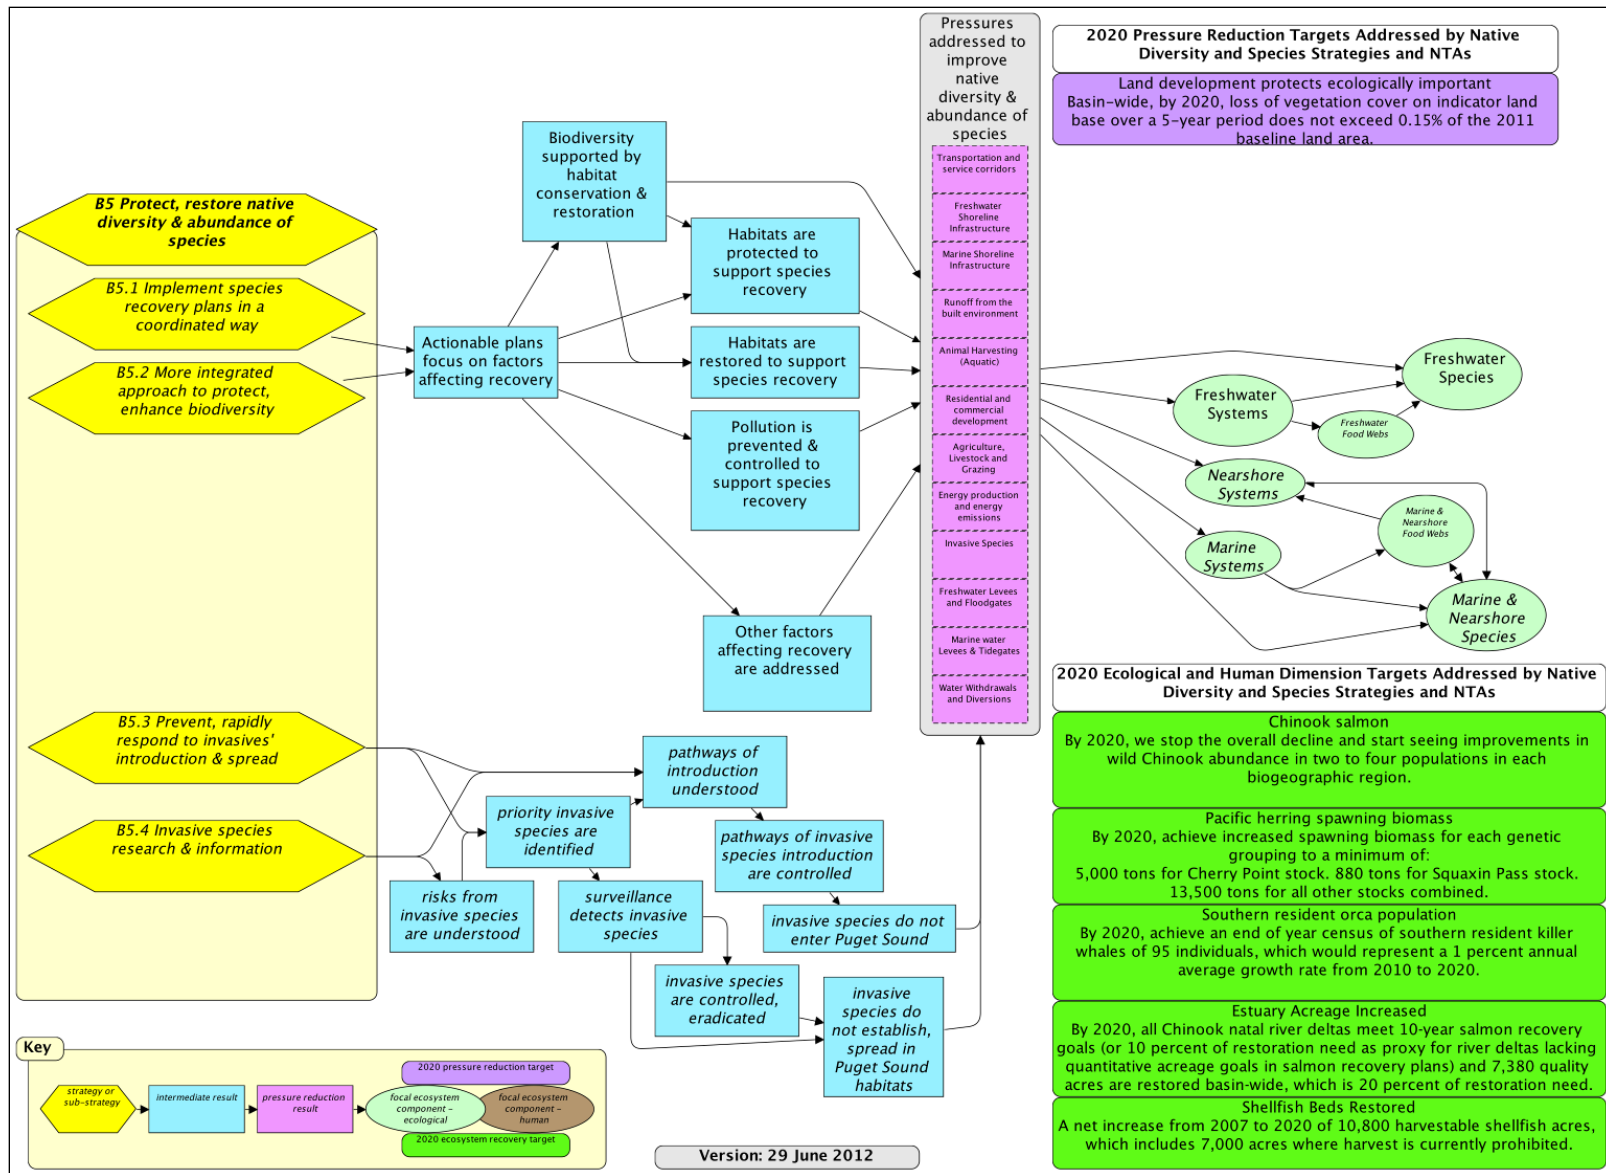 B5 Protect, restore native
diversity & abundance of
species
B5.1 Implement species
recovery plans in a
coordinated way
B5.2 More integrated
approach to protect,
enhance biodiversity
B5.3 Prevent, rapidly
respond to invasives'
introduction & spread
B5.4 Invasive species
research & information
Actionable plans
focus on factors
affecting recovery
Biodiversity
supported by
habitat
conservation &
restoration
Habitats are
protected to
support species
recovery
Habitats are
restored to support
species recovery
Pollution is
prevented &
controlled to
support species
recovery
Other factors
affecting recovery
are addressed
pathways of
introduction
understood
priority invasive
species are
identified
pathways of invasive
species introduction
are controlled
risks from
invasive species
are understood
surveillance
detects invasive
species
invasive species do not
enter Puget Sound
invasive species
are controlled,
eradicated
invasive
species do
not establish,
spread in
Puget Sound
habitats
Pressures
addressed to
improve
native
diversity &
abundance of
species
Transportation and
service corridors
Freshwater
Shoreline
Infrastructure
Marine Shoreline
Infrastructure
Runoff from the
built environment
Animal Harvesting
(Aquatic)
Residential and
commercial
development
Agriculture,
Livestock and
Grazing
Energy production
and energy
emissions
Invasive Species
Freshwater Levees
and Floodgates
Marine water
Levees & Tidegates
Water Withdrawals
and Diversions
2020 Pressure Reduction Targets Addressed by Native
Diversity and Species Strategies and NTAs
Land development protects ecologically important
Basin-wide, by 2020, loss of vegetation cover on indicator land
base over a 5-year period does not exceed 0.15% of the 2011
baseline land area.
Freshwater
Species
Freshwater
Systems
Freshwater
Food Webs
Nearshore
Systems
Marine &
Nearshore
Food Webs
Marine
Systems
Marine &
Nearshore
Species
2020 Ecological and Human Dimension Targets Addressed by Native
Diversity and Species Strategies and NTAs
Chinook salmon
By 2020, we stop the overall decline and start seeing improvements in
wild Chinook abundance in two to four populations in each
biogeographic region.
Pacific herring spawning biomass
By 2020, achieve increased spawning biomass for each genetic
grouping to a minimum of:
5,000 tons for Cherry Point stock. 880 tons for Squaxin Pass stock.
13,500 tons for all other stocks combined.
Southern resident orca population
By 2020, achieve an end of year census of southern resident killer
whales of 95 individuals, which would represent a 1 percent annual
average growth rate from 2010 to 2020.
Estuary Acreage Increased
By 2020, all Chinook natal river deltas meet 10-year salmon recovery
goals (or 10 percent of restoration need as proxy for river deltas lacking
quantitative acreage goals in salmon recovery plans) and 7,380 quality
acres are restored basin-wide, which is 20 percent of restoration need.
Shellfish Beds Restored
A net increase from 2007 to 2020 of 10,800 harvestable shellfish acres,
which includes 7,000 acres where harvest is currently prohibited.
Key
strategy or
sub-strategy
intermediate result
pressure reduction
result
2020 pressure reduction target
focal ecosystem
component -
ecological
focal ecosystem
component -
human
2020 ecosystem recovery target
Version: 29 June 2012